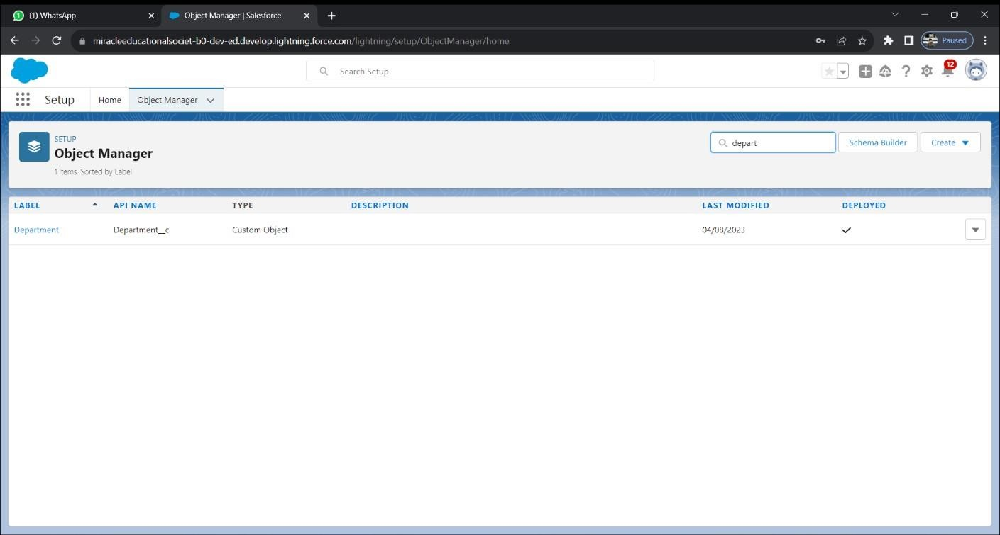 (1) WhatsApp
Object Manager | Salesforce
miracleeducationalsociet-b0-dev-ed.develop.lightning.force.com/lightning/setup/ObjectManager/home
Paused
Search Setup
12
Setup
Home
Object Manager
SETUP
Object Manager
1 Items, Sorted by Label
depart
Schema Builder
Create
LABEL API NAME TYPE DESCRIPTION LAST MODIFIED DEPLOYED
Department Department__c Custom Object 04/08/2023